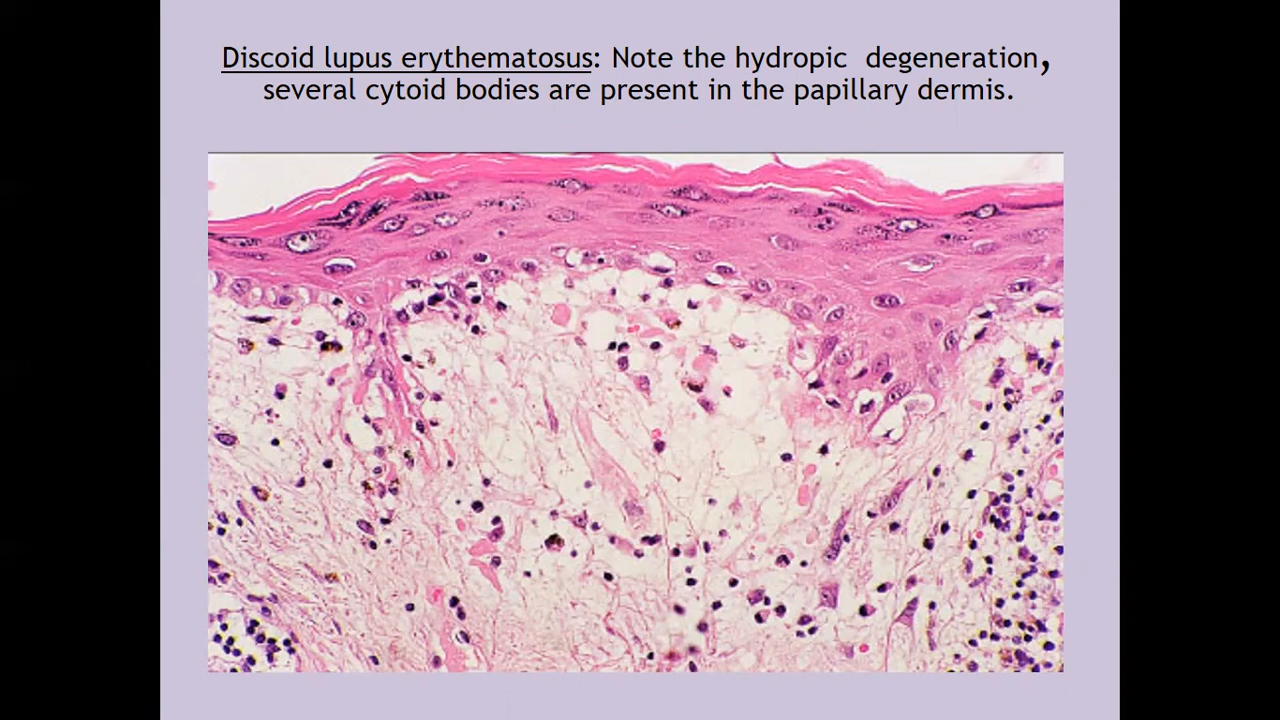 Discoid lupus erythematosus: Note the hydropic  degeneration,
several cytoid bodies are present in the papillary dermis.